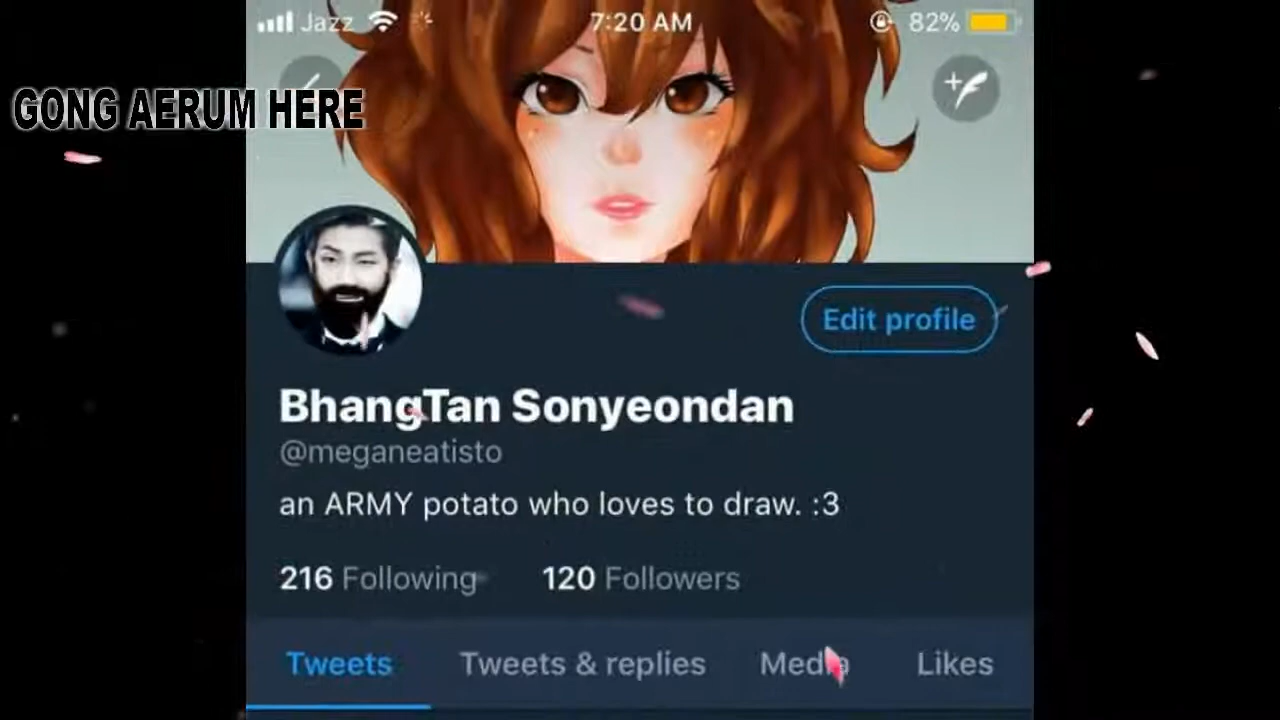 Jazz 7:20 AM 82%
GONG AERUM HERE
Edit profile
BhangTan Sonyeondan
@meganeatisto
an ARMY potato who loves to draw. :3
216 Following 120 Followers
Tweets Tweets & replies Media Likes